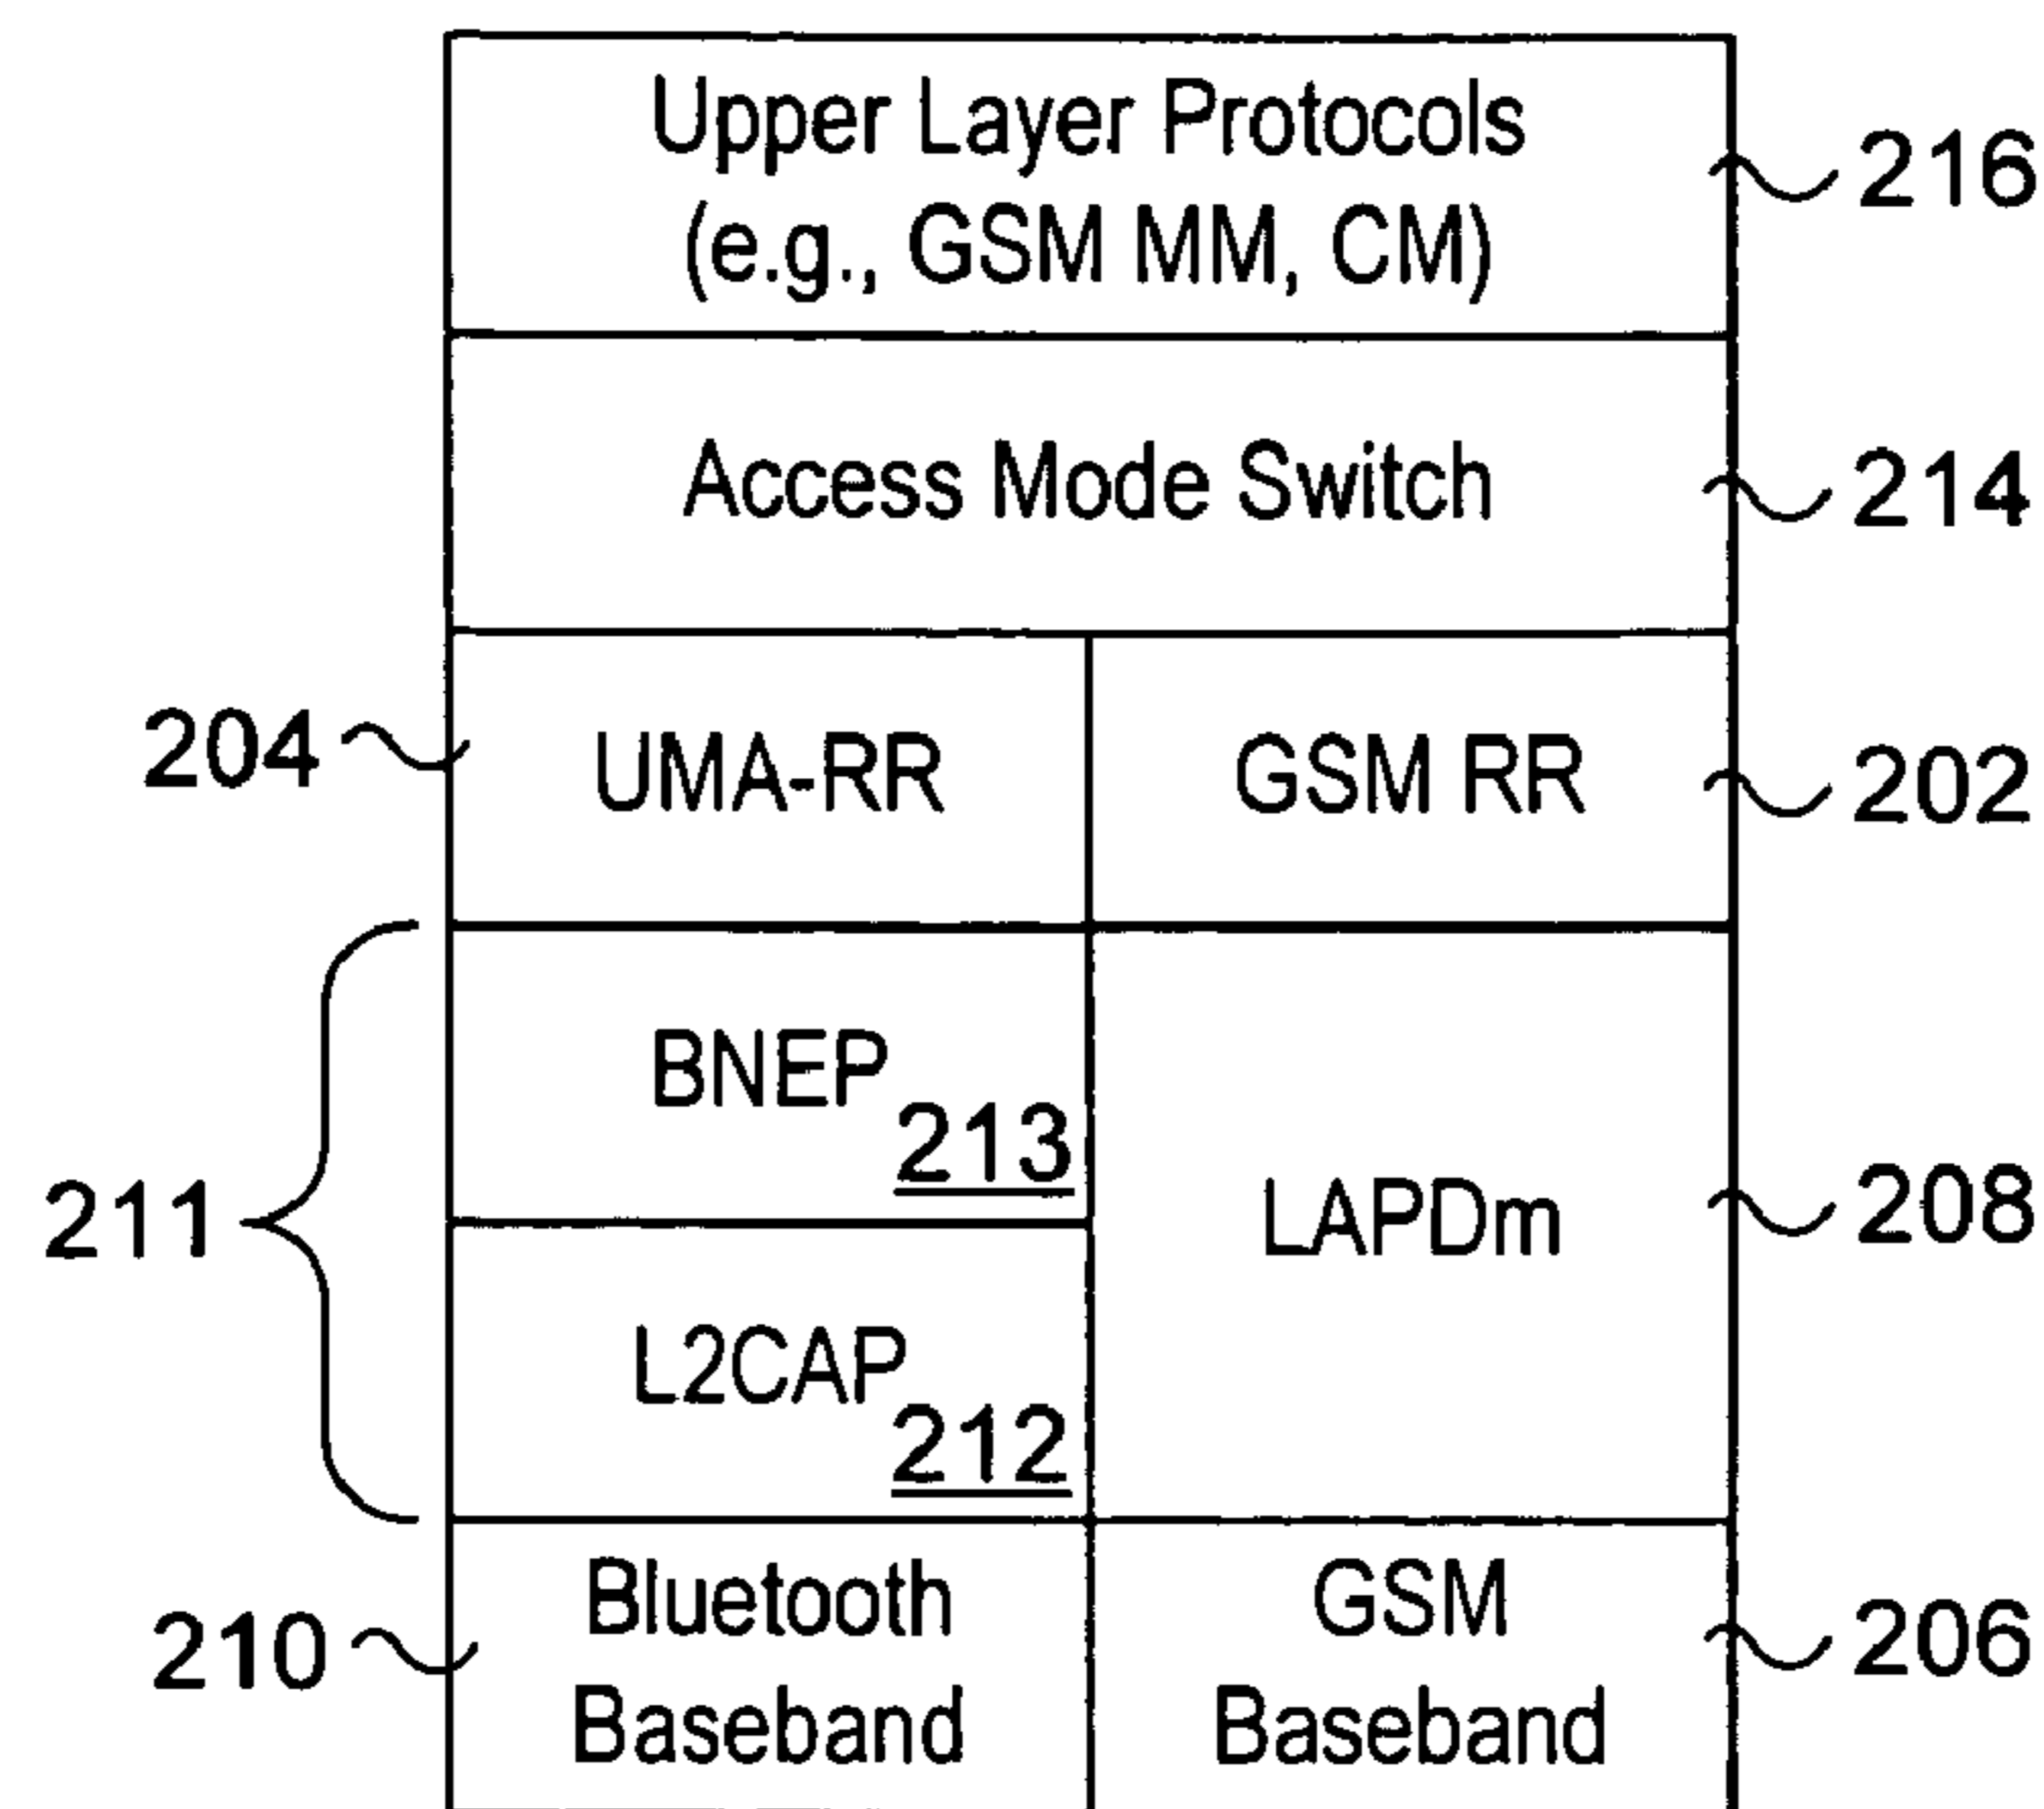 Upper Layer Protocols
(e.g., GSM MM, CM)
216
Access Mode Switch
214
204
UMA-RR
GSM RR
202
211
BNEP
213
L2CAP
212
LAPDm
208
210
Bluetooth
Baseband
GSM
Baseband
206